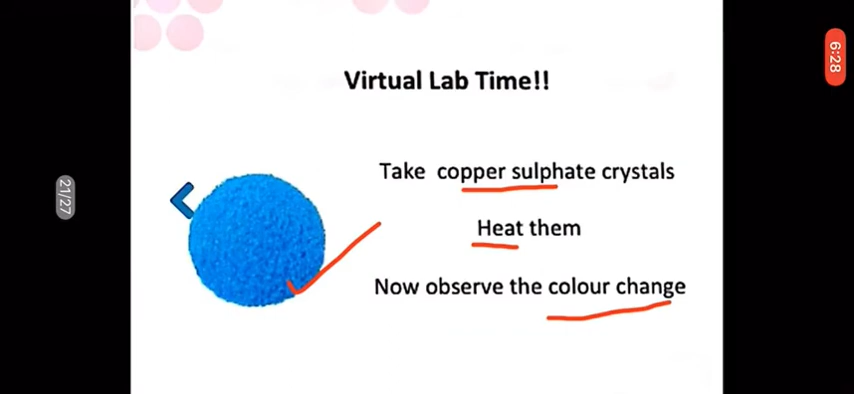 Virtual Lab Time!!
6:28
21/27
Take copper sulphate crystals
Heat them
Now observe the colour change